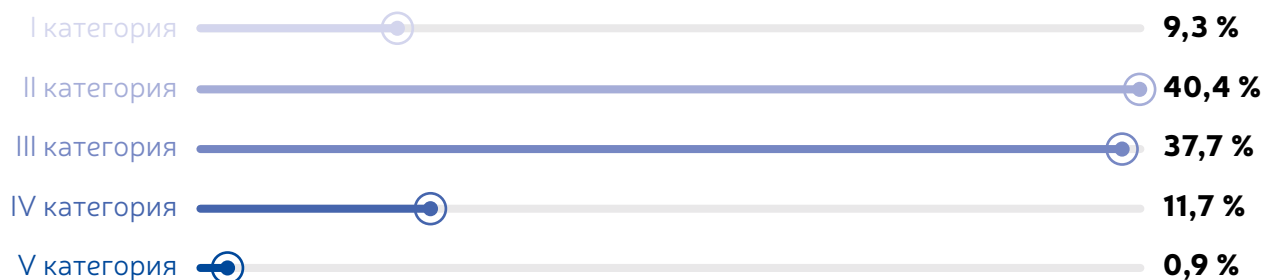 I категория 9,3 %
II категория 40,4 %
III категория 37,7 %
IV категория 11,7 %
V категория 0,9 %